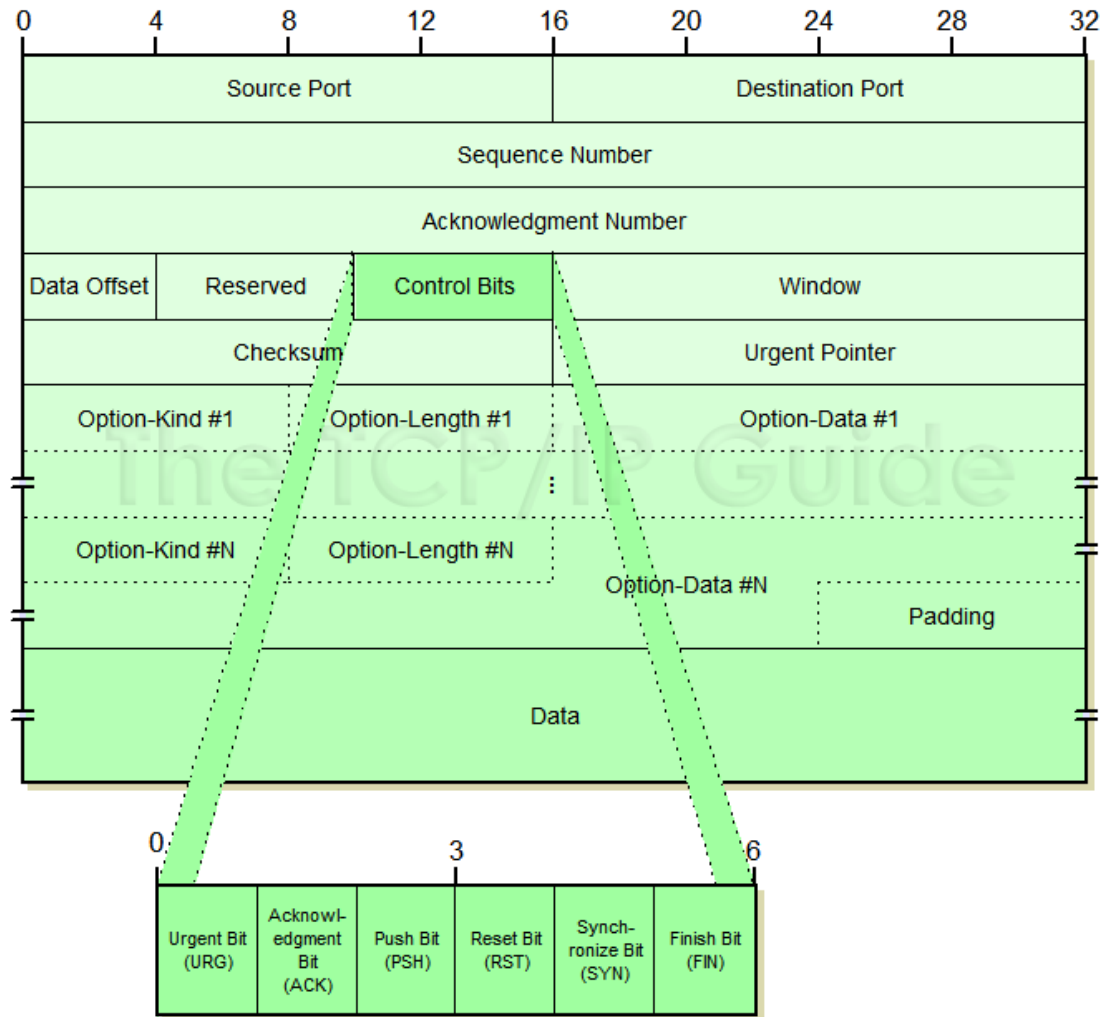 0 4 8 12 16 20 24 28 32
Source Port Destination Port
Sequence Number
Acknowledgment Number
Data Offset Reserved Control Bits Window
Checksum Urgent Pointer
Option-Kind #1 Option-Length #1 Option-Data #1
The TCP/IP Guide
⋮
Option-Kind #N Option-Length #N
Option-Data #N
Padding
Data
0 3 6
Urgent Bit
(URG)
Acknowl-
edgment
Bit
(ACK)
Push Bit
(PSH)
Reset Bit
(RST)
Synch-
ronize Bit
(SYN)
Finish Bit
(FIN)